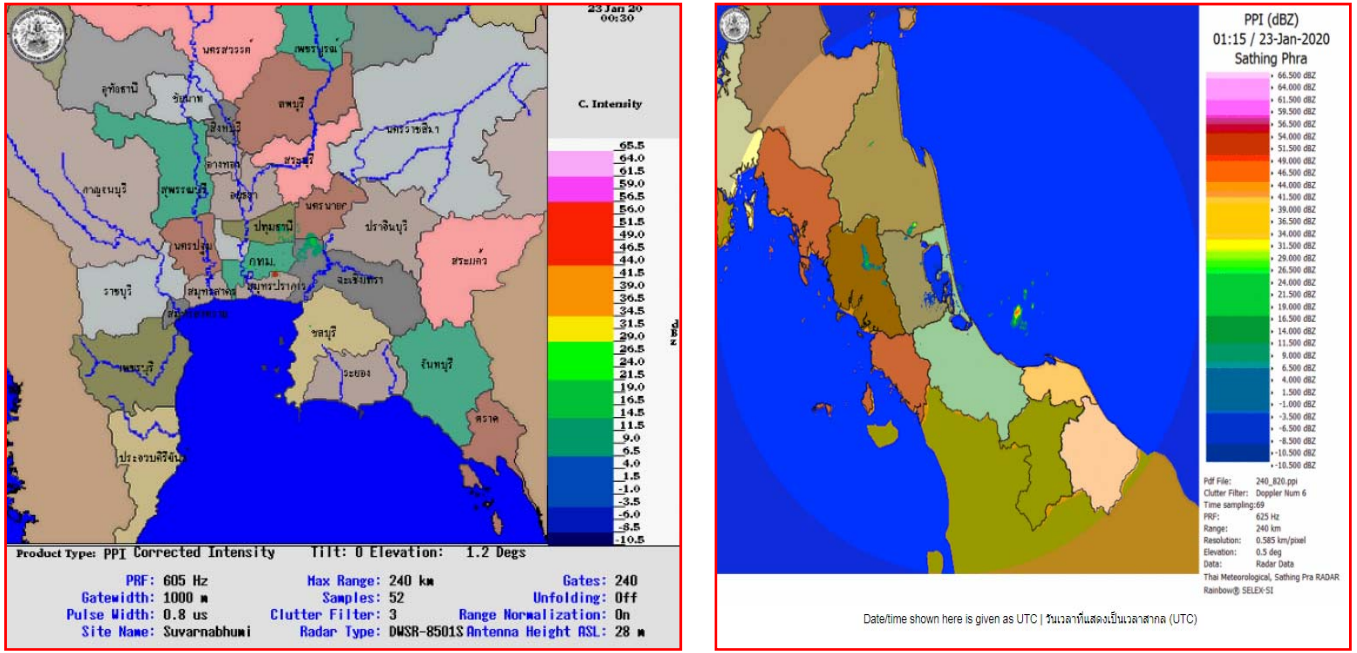 23 Jan 20
00:30
นครสวรรค์
เพชรบูรณ์
อุทัยธานี
ชัยนาท
ลพบุรี
สิงหบุรี
นครราชสีมา
อ่างทอง
สระบุรี
กาญจนบุรี
สุพรรณบุรี
อยุธยา
นครนายก
ปทุมธานี
ปราจีนบุรี
นครปฐม
กทม.
สระแก้ว
ฉะเชิงเทรา
ราชบุรี
สมุทรสาคร
สมุทรปราการ
ชลบุรี
เพชรบุรี
ระยอง
จันทบุรี
ตราด
ประจวบคีรีขันธ์
C. Intensity
65.5
64.0
61.5
59.0
56.5
56.0
51.5
49.0
46.5
44.0
41.5
39.0
36.5
34.5
31.5
29.0
26.5
24.0
21.5
19.0
16.5
14.5
11.5
9.0
6.5
4.0
1.5
-1.0
-3.5
-6.0
-8.5
-10.5
Product Type: PPI Corrected Intensity Tilt: 0 Elevation: 1.2 Degs
PRF: 605 Hz Max Range: 240 km Gates: 240
Gatewidth: 1000 m Samples: 52 Unfolding: Off
Pulse Width: 0.8 us Clutter Filter: 3 Range Normalization: On
Site Name: Suvarnabhumi Radar Type: DWSR-8501S Antenna Height ASL: 28 m
PPI (dBZ)
01:15 / 23-Jan-2020
Sathing Phra
66.500 dBZ
64.000 dBZ
61.500 dBZ
59.500 dBZ
56.500 dBZ
54.000 dBZ
51.500 dBZ
49.000 dBZ
46.500 dBZ
44.000 dBZ
41.500 dBZ
39.000 dBZ
36.500 dBZ
34.000 dBZ
31.500 dBZ
29.000 dBZ
26.500 dBZ
24.000 dBZ
21.500 dBZ
19.000 dBZ
16.500 dBZ
14.000 dBZ
11.500 dBZ
9.000 dBZ
6.500 dBZ
4.000 dBZ
1.500 dBZ
-1.000 dBZ
-3.500 dBZ
-6.500 dBZ
-8.500 dBZ
-10.500 dBZ
-10.500 dBZ
Pdf File: 240_820.ppi
Clutter Filter: Doppler Num 6
Time sampling:69
PRF: 625 Hz
Range: 240 km
Resolution: 0.585 km/pixel
Elevation: 0.5 deg
Data: Radar Data
Thai Meteorological, Sathing Pra RADAR
Rainbow® SELEX-SI
Date/time shown here is given as UTC | วันเวลาที่แสดงเป็นเวลาสากล (UTC)